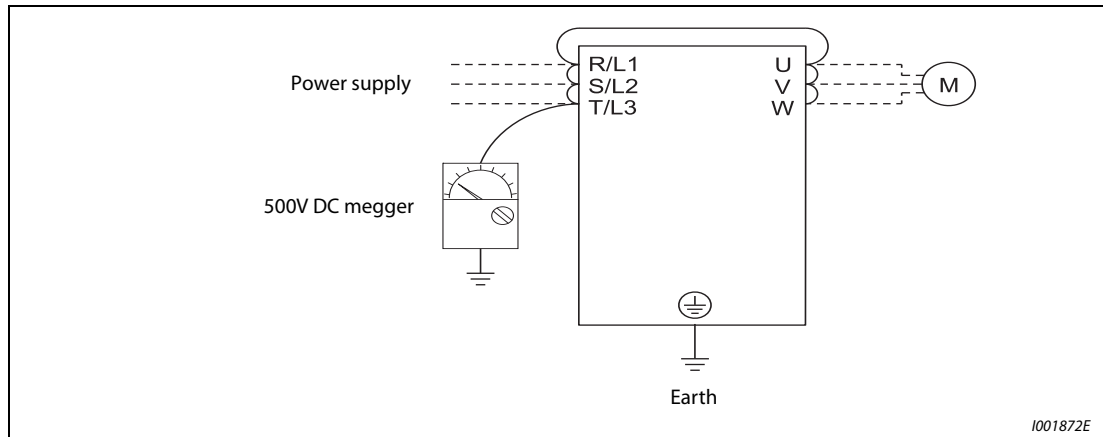 Power supply
R/L1
S/L2
T/L3
U
V
W
M
500V DC megger
Earth
I001872E